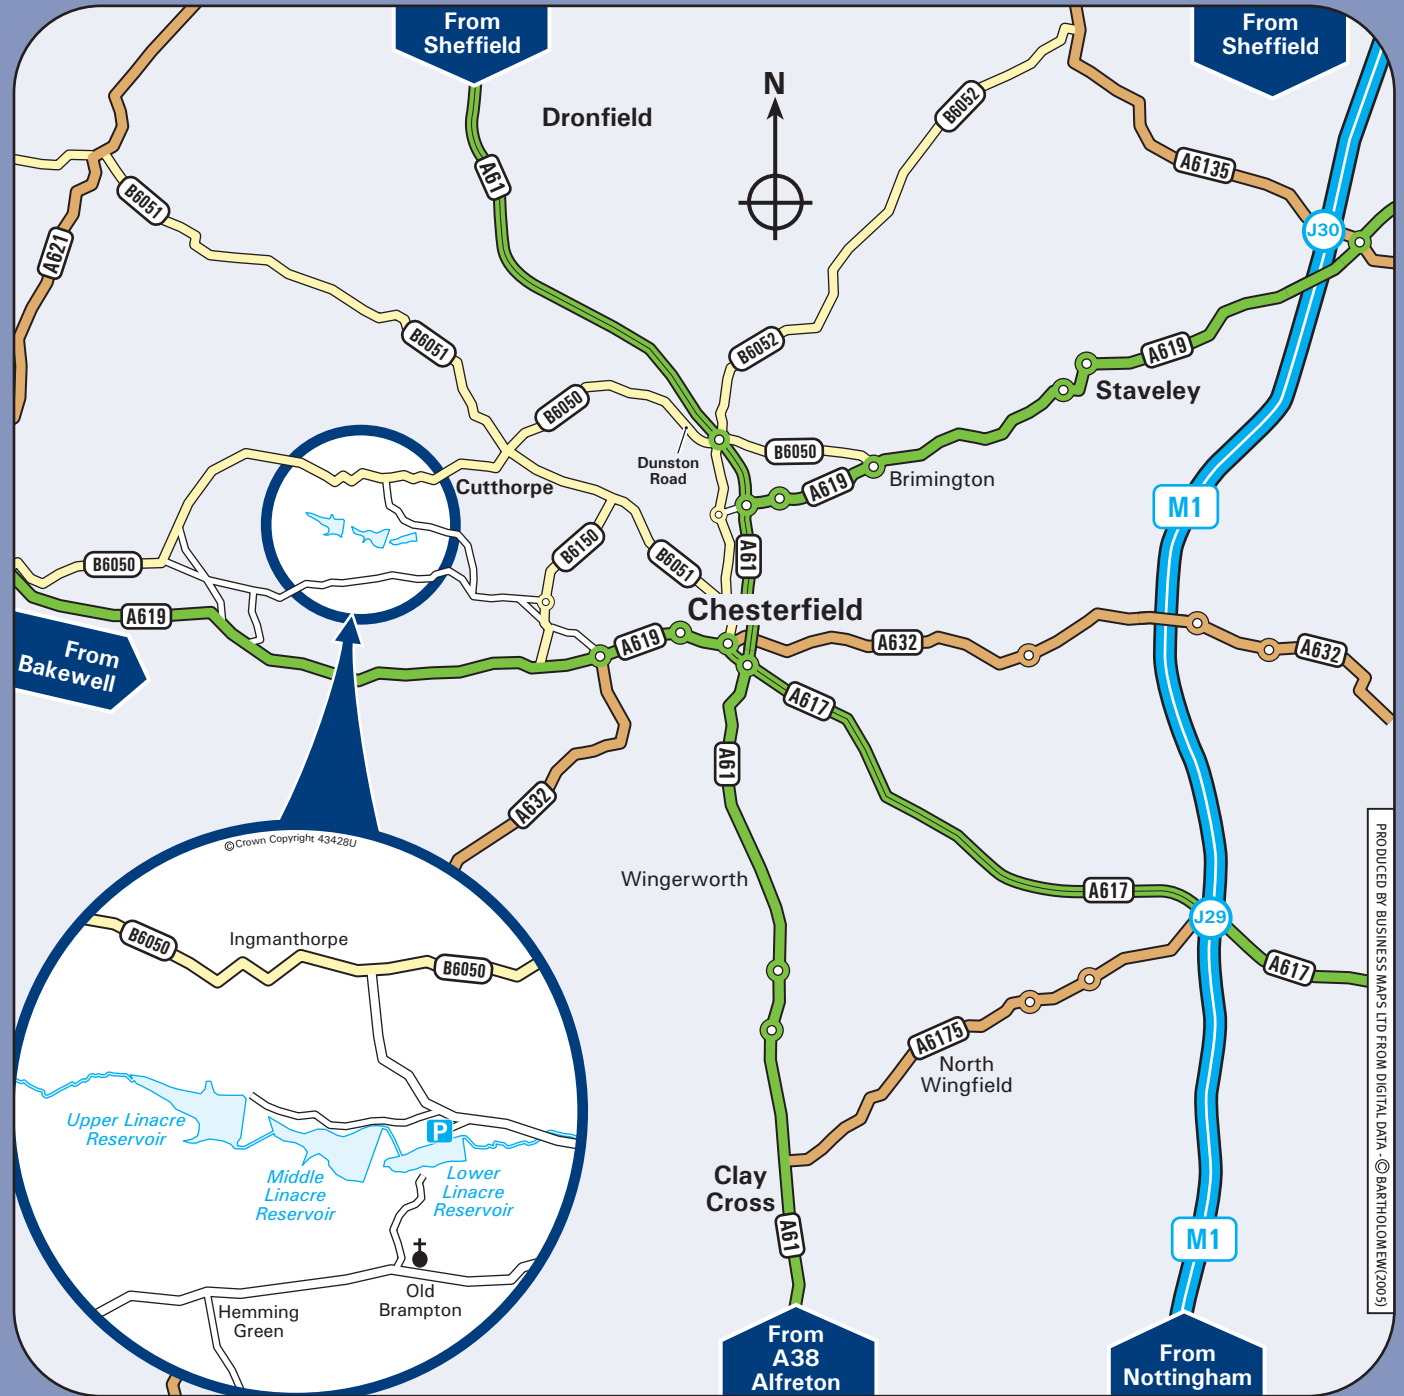 From
Sheffield
From
Sheffield
N
Dronfield
B6052
A61
A6135
B6051
J30
A621
B6051
B6052
A619
Staveley
B6050
B6050
Dunston
Road
A619
Brimington
Cutthorpe
M1
B6150
A61
B6051
B6050
A619
Chesterfield
A619
A632
A632
From
Bakewell
A617
A61
A632
©Crown Copyright 43428U
Wingerworth
A617
J29
A617
B6050
Ingmanthorpe
B6050
A6175
North
Wingfield
Upper Linacre
Reservoir
P
Middle
Linacre
Reservoir
Lower
Linacre
Reservoir
Clay
Cross
A61
M1
Old
Brampton
Hemming
Green
From
A38
Alfreton
From
Nottingham
PRODUCED BY BUSINESS MAPS LTD FROM DIGITAL DATA - © BARTHOLOMEW(2005)